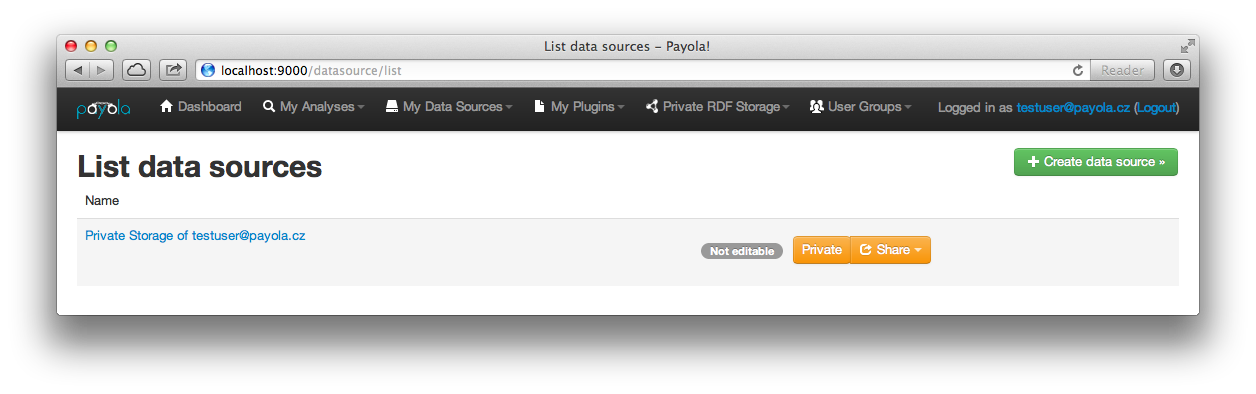 List data sources – Payola!
localhost:9000/datasource/list
Reader
payola
Dashboard
My Analyses
My Data Sources
My Plugins
Private RDF Storage
User Groups
Logged in as testuser@payola.cz (Logout)
List data sources
Create data source »
Name
Private Storage of testuser@payola.cz
Not editable
Private
Share